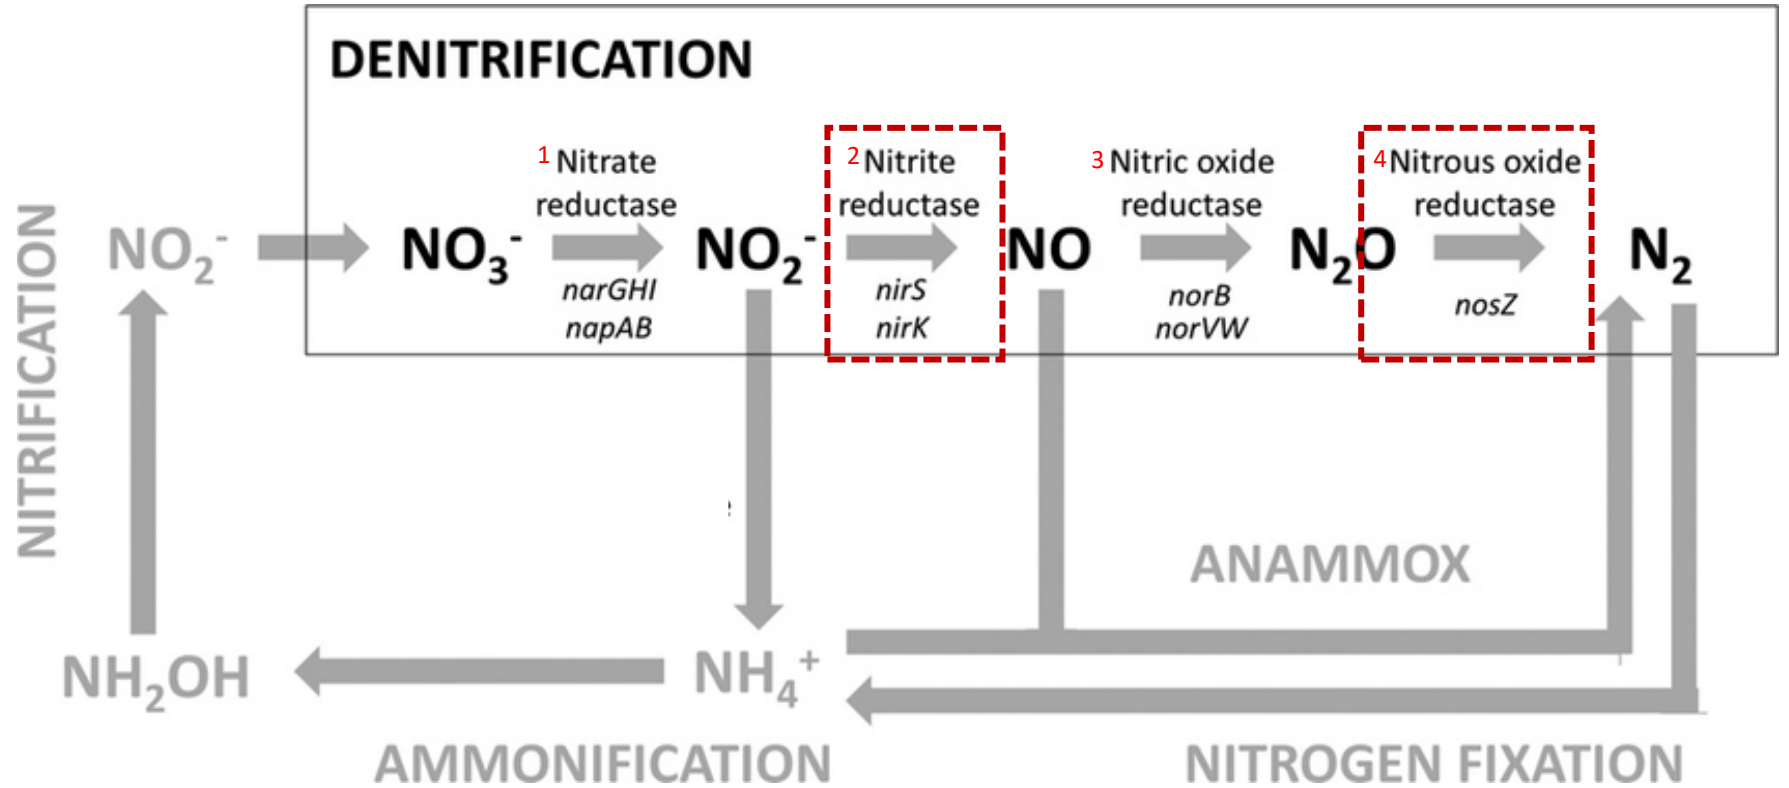 DENITRIFICATION
1 Nitrate
reductase
2 Nitrite
reductase
3 Nitric oxide
reductase
4 Nitrous oxide
reductase
NO2-
NO3-
NO2-
NO
N2O
N2
narGHI
napAB
nirS
nirK
norB
norVW
nosZ
NITRIFICATION
ANAMMOX
NH2OH
NH4+
AMMONIFICATION
NITROGEN FIXATION